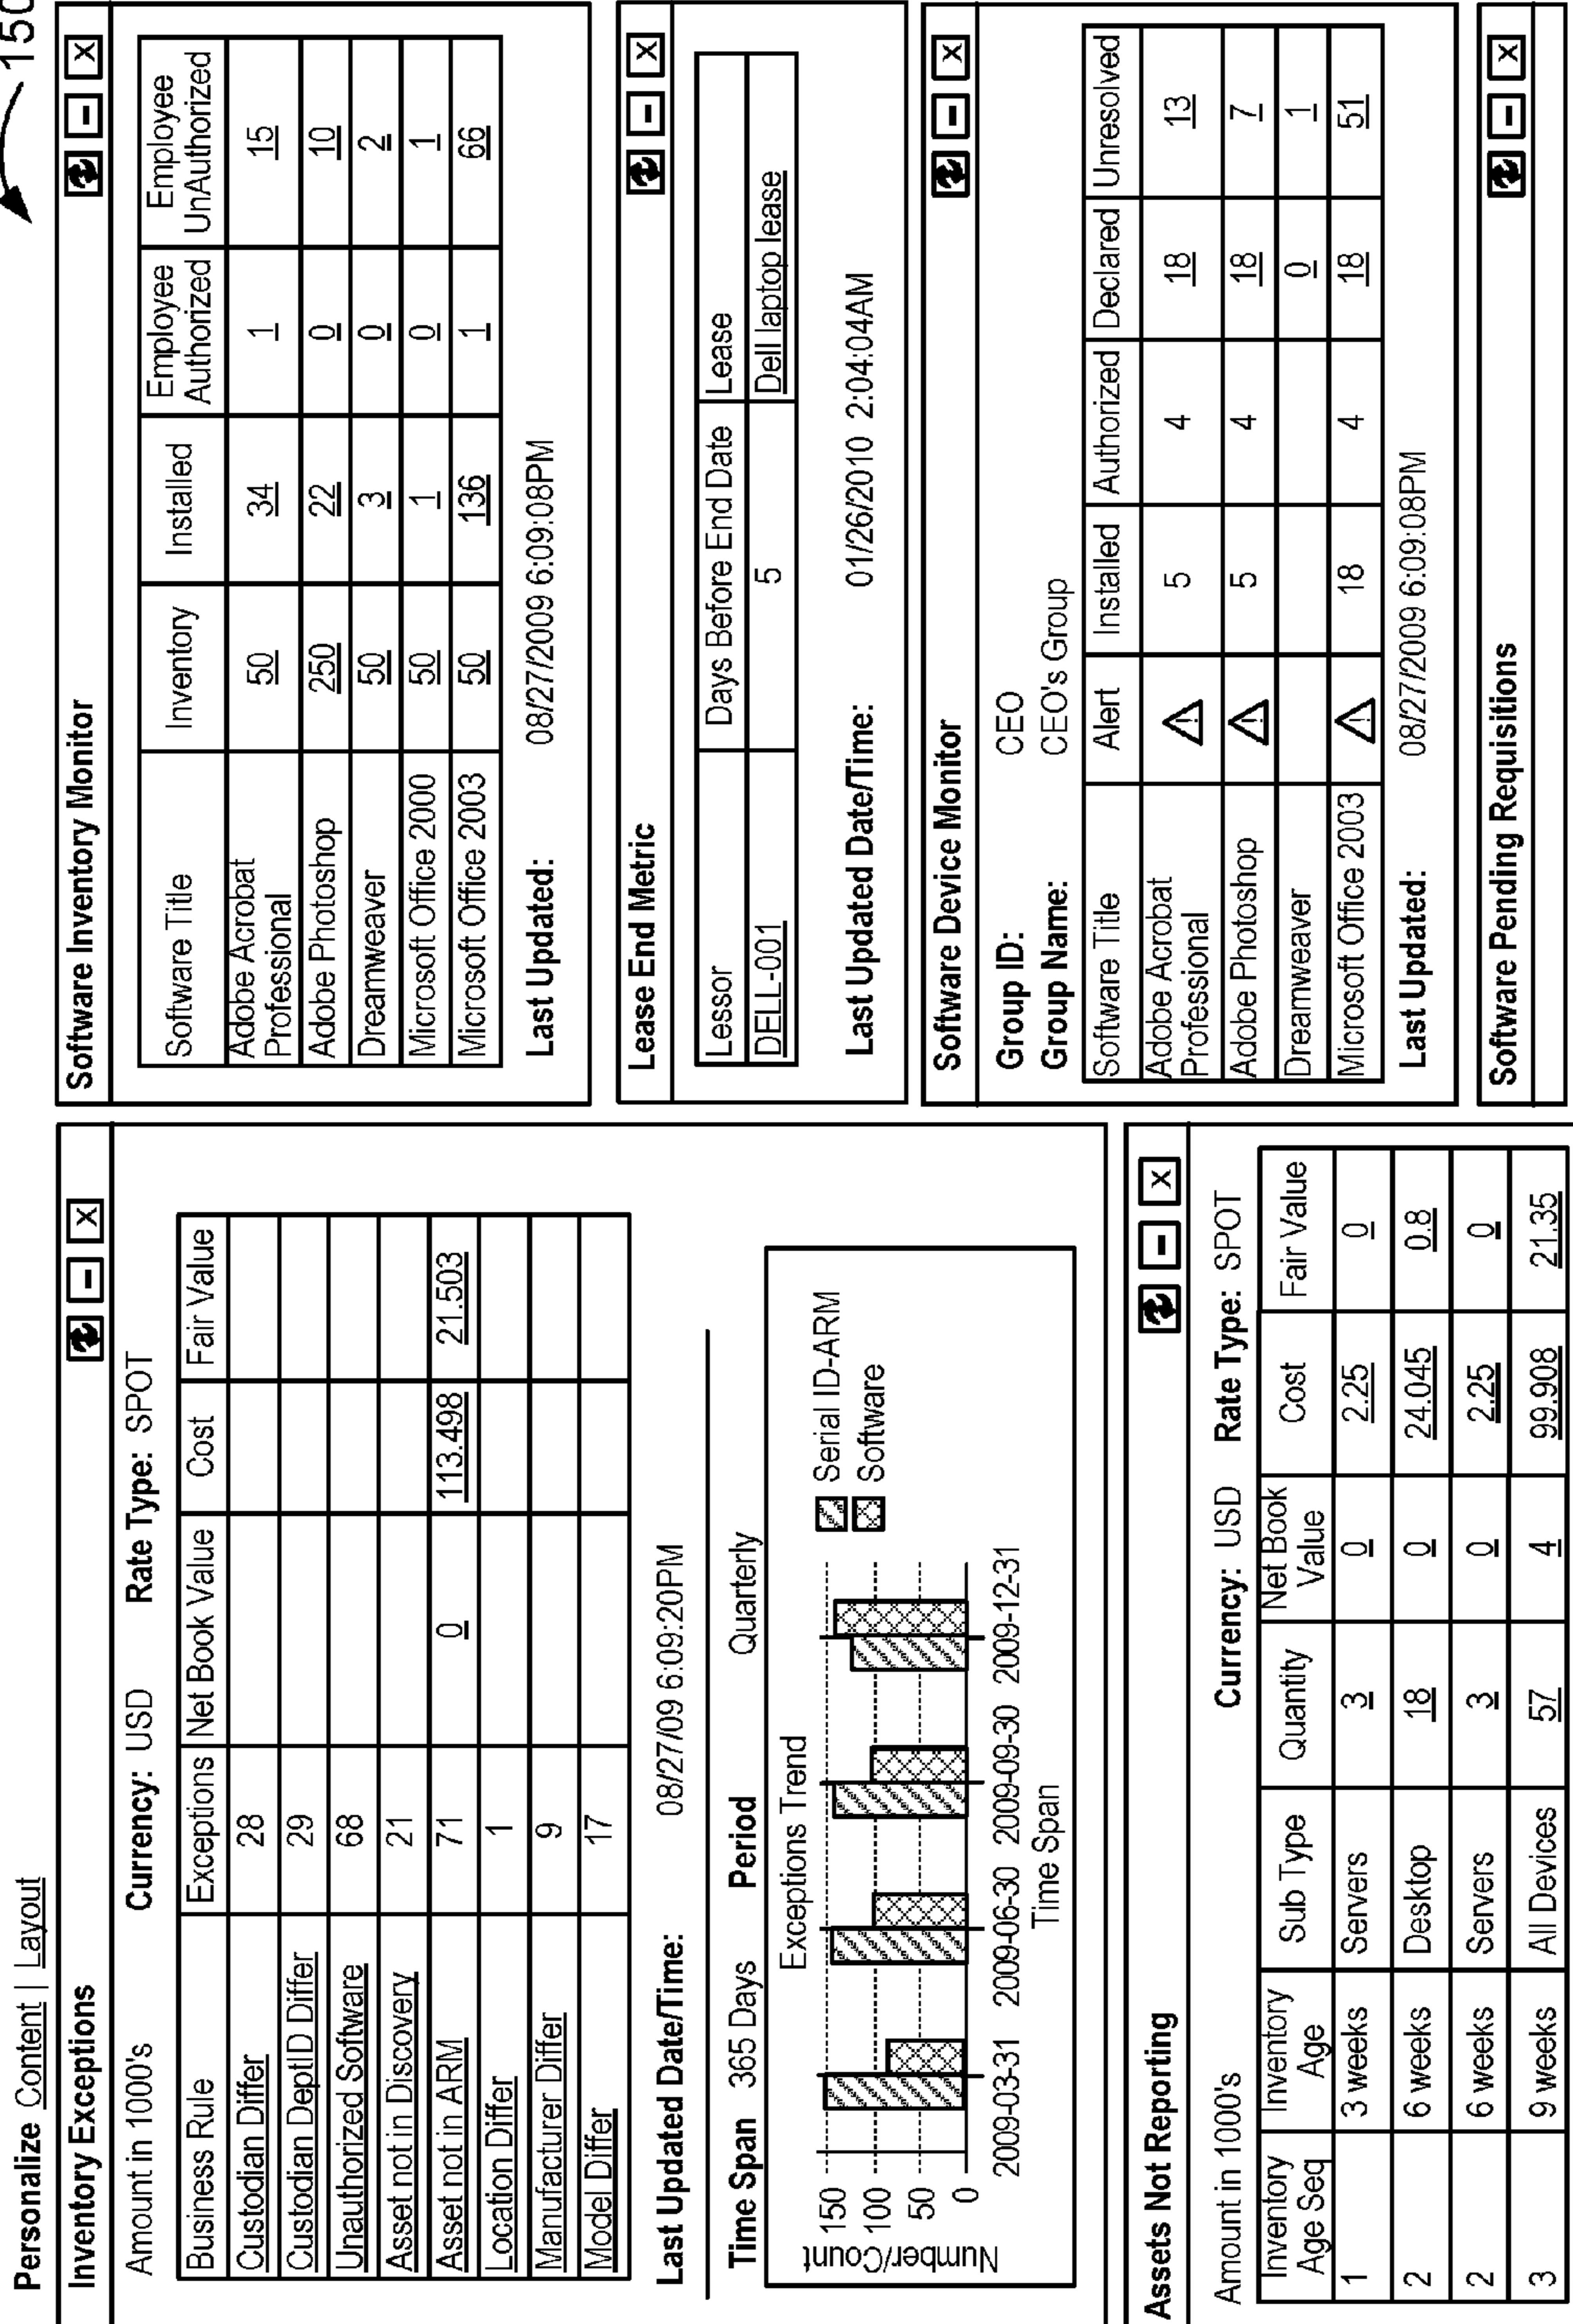 150
Personalize Content | Layout
Inventory Exceptions X
Amount in 1000's Currency: USD Rate Type: SPOT
Business Rule Exceptions Net Book Value Cost Fair Value
Custodian Differ 28
Custodian DeptID Differ 29
Unauthorized Software 68
Asset not in Discovery 21
Asset not in ARM 71 0 113.498 21.503
Location Differ 1
Manufacturer Differ 9
Model Differ 17
Last Updated Date/Time: 08/27/09 6:09:20PM
Time Span 365 Days Period Quarterly
Exceptions Trend
Number/Count
150
100
50
0
2009-03-31 2009-06-30 2009-09-30 2009-12-31
Time Span
Serial ID-ARM
Software
Assets Not Reporting X
Amount in 1000's Currency: USD Rate Type: SPOT
Inventory Age Seq Inventory Age Sub Type Quantity Net Book Value Cost Fair Value
1 3 weeks Servers 3 0 2.25 0
2 6 weeks Desktop 18 0 24.045 0.8
2 6 weeks Servers 3 0 2.25 0
3 9 weeks All Devices 57 4 99.908 21.35
Software Inventory Monitor X
Software Title Inventory Installed Employee Authorized Employee UnAuthorized
Adobe Acrobat Professional 50 34 1 15
Adobe Photoshop 250 22 0 10
Dreamweaver 50 3 0 2
Microsoft Office 2000 50 1 0 1
Microsoft Office 2003 50 136 1 66
Last Updated: 08/27/2009 6:09:08PM
Lease End Metric X
Lessor Days Before End Date Lease
DELL-001 5 Dell laptop lease
Last Updated Date/Time: 01/26/2010 2:04:04AM
Software Device Monitor X
Group ID: CEO
Group Name: CEO's Group
Software Title Alert Installed Authorized Declared Unresolved
Adobe Acrobat Professional 5 4 18 13
Adobe Photoshop 5 4 18 7
Dreamweaver 0 1
Microsoft Office 2003 18 4 18 51
Last Updated: 08/27/2009 6:09:08PM
Software Pending Requisitions X